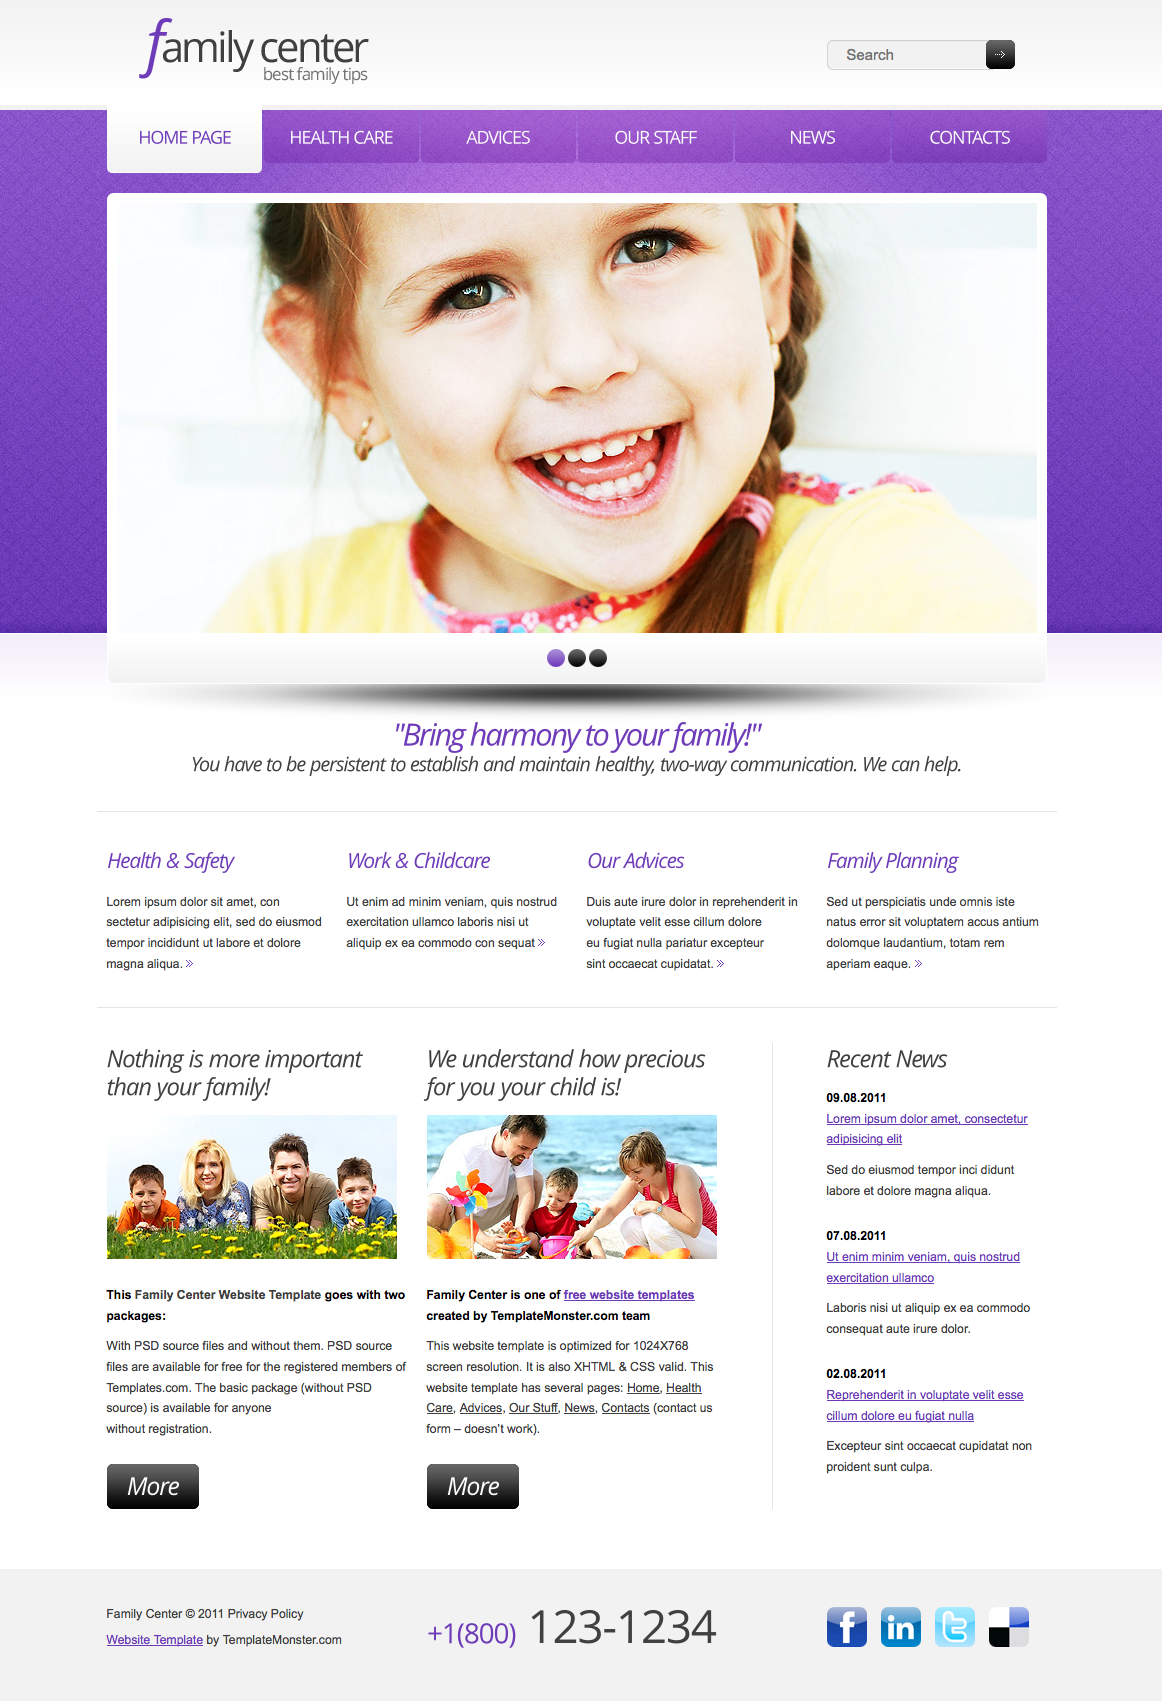 family center
best family tips
Search
HOME PAGE
HEALTH CARE
ADVICES
OUR STAFF
NEWS
CONTACTS
"Bring harmony to your family!"
You have to be persistent to establish and maintain healthy, two-way communication. We can help.
Health & Safety
Lorem ipsum dolor sit amet, con
sectetur adipisicing elit, sed do eiusmod
tempor incididunt ut labore et dolore
magna aliqua. »
Work & Childcare
Ut enim ad minim veniam, quis nostrud
exercitation ullamco laboris nisi ut
aliquip ex ea commodo con sequat »
Our Advices
Duis aute irure dolor in reprehenderit in
voluptate velit esse cillum dolore
eu fugiat nulla pariatur excepteur
sint occaecat cupidatat. »
Family Planning
Sed ut perspiciatis unde omnis iste
natus error sit voluptatem accus antium
dolomque laudantium, totam rem
aperiam eaque. »
Nothing is more important
than your family!
This Family Center Website Template goes with two
packages:
With PSD source files and without them. PSD source
files are available for free for the registered members of
Templates.com. The basic package (without PSD
source) is available for anyone
without registration.
More
We understand how precious
for you your child is!
Family Center is one of free website templates
created by TemplateMonster.com team
This website template is optimized for 1024X768
screen resolution. It is also XHTML & CSS valid. This
website template has several pages: Home, Health
Care, Advices, Our Stuff, News, Contacts (contact us
form – doesn't work).
More
Recent News
09.08.2011
Lorem ipsum dolor amet, consectetur
adipisicing elit
Sed do eiusmod tempor inci didunt
labore et dolore magna aliqua.
07.08.2011
Ut enim minim veniam, quis nostrud
exercitation ullamco
Laboris nisi ut aliquip ex ea commodo
consequat aute irure dolor.
02.08.2011
Reprehenderit in voluptate velit esse
cillum dolore eu fugiat nulla
Excepteur sint occaecat cupidatat non
proident sunt culpa.
Family Center © 2011 Privacy Policy
Website Template by TemplateMonster.com
+1(800) 123-1234
f
in
t